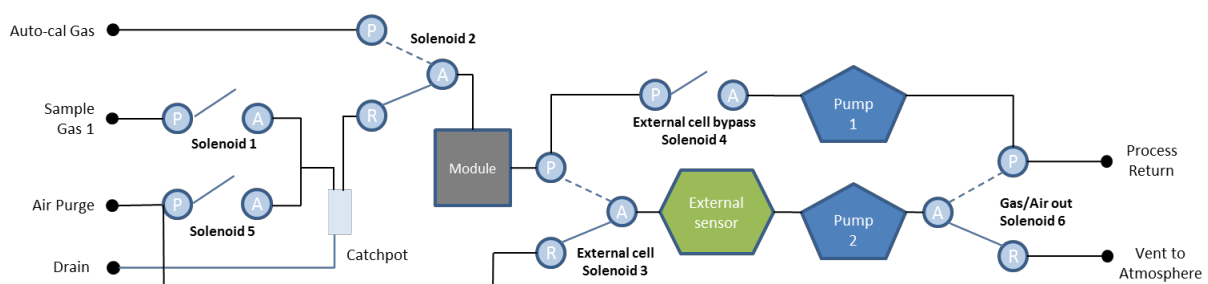 Auto-cal Gas
P
Solenoid 2
A
Sample
Gas 1
P
A
R
Solenoid 1
Module
P
A
External cell bypass
Solenoid 4
Pump
1
P
Process
Return
P
Air Purge
P
A
Solenoid 5
A
External
sensor
Pump
2
A
Gas/Air out
Solenoid 6
Catchpot
R
External cell
Solenoid 3
R
Drain
Vent to
Atmosphere